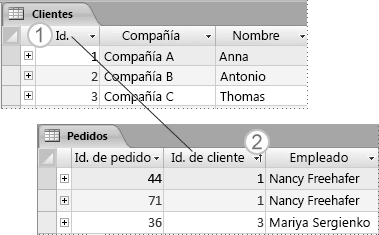 Clientes
1 Id. Compañía Nombre
1 Compañía A Anna
2 Compañía B Antonio
3 Compañía C Thomas
Pedidos
2
Id. de pedido Id. de cliente Empleado
44 1 Nancy Freehafer
71 1 Nancy Freehafer
36 3 Mariya Sergienko